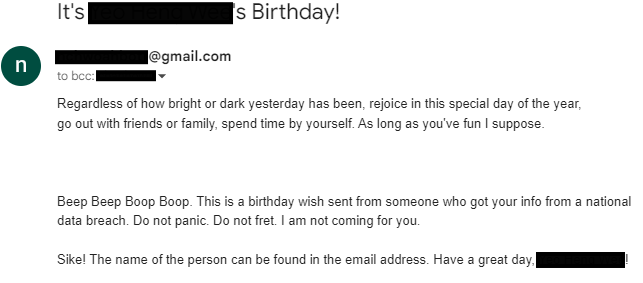 It's 's Birthday!
n
@gmail.com
to bcc:
Regardless of how bright or dark yesterday has been, rejoice in this special day of the year,
go out with friends or family, spend time by yourself. As long as you've fun I suppose.
Beep Beep Boop Boop. This is a birthday wish sent from someone who got your info from a national
data breach. Do not panic. Do not fret. I am not coming for you.
Sike! The name of the person can be found in the email address. Have a great day, !